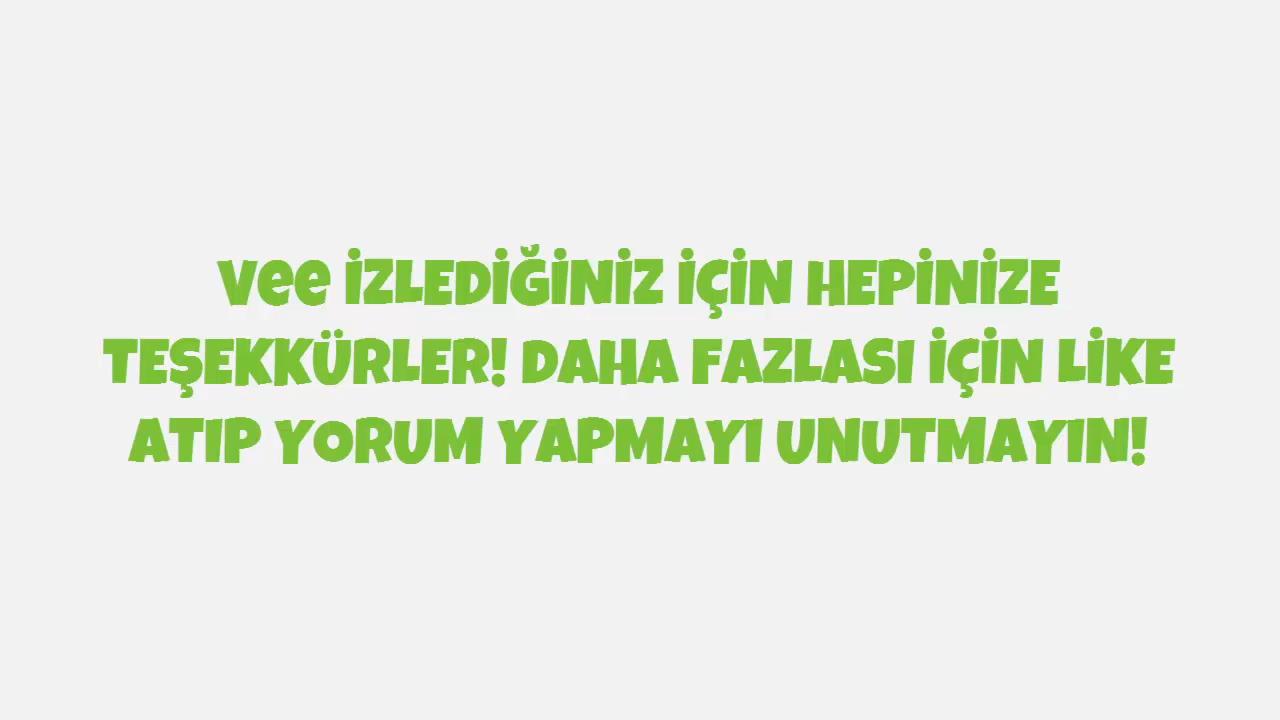 Vee İZLEDİĞİNİZ İÇİN HEPİNİZE
TEŞEKKÜRLER! DAHA FAZLASI İÇİN LİKE
ATIP YORUM YAPMAYI UNUTMAYIN!